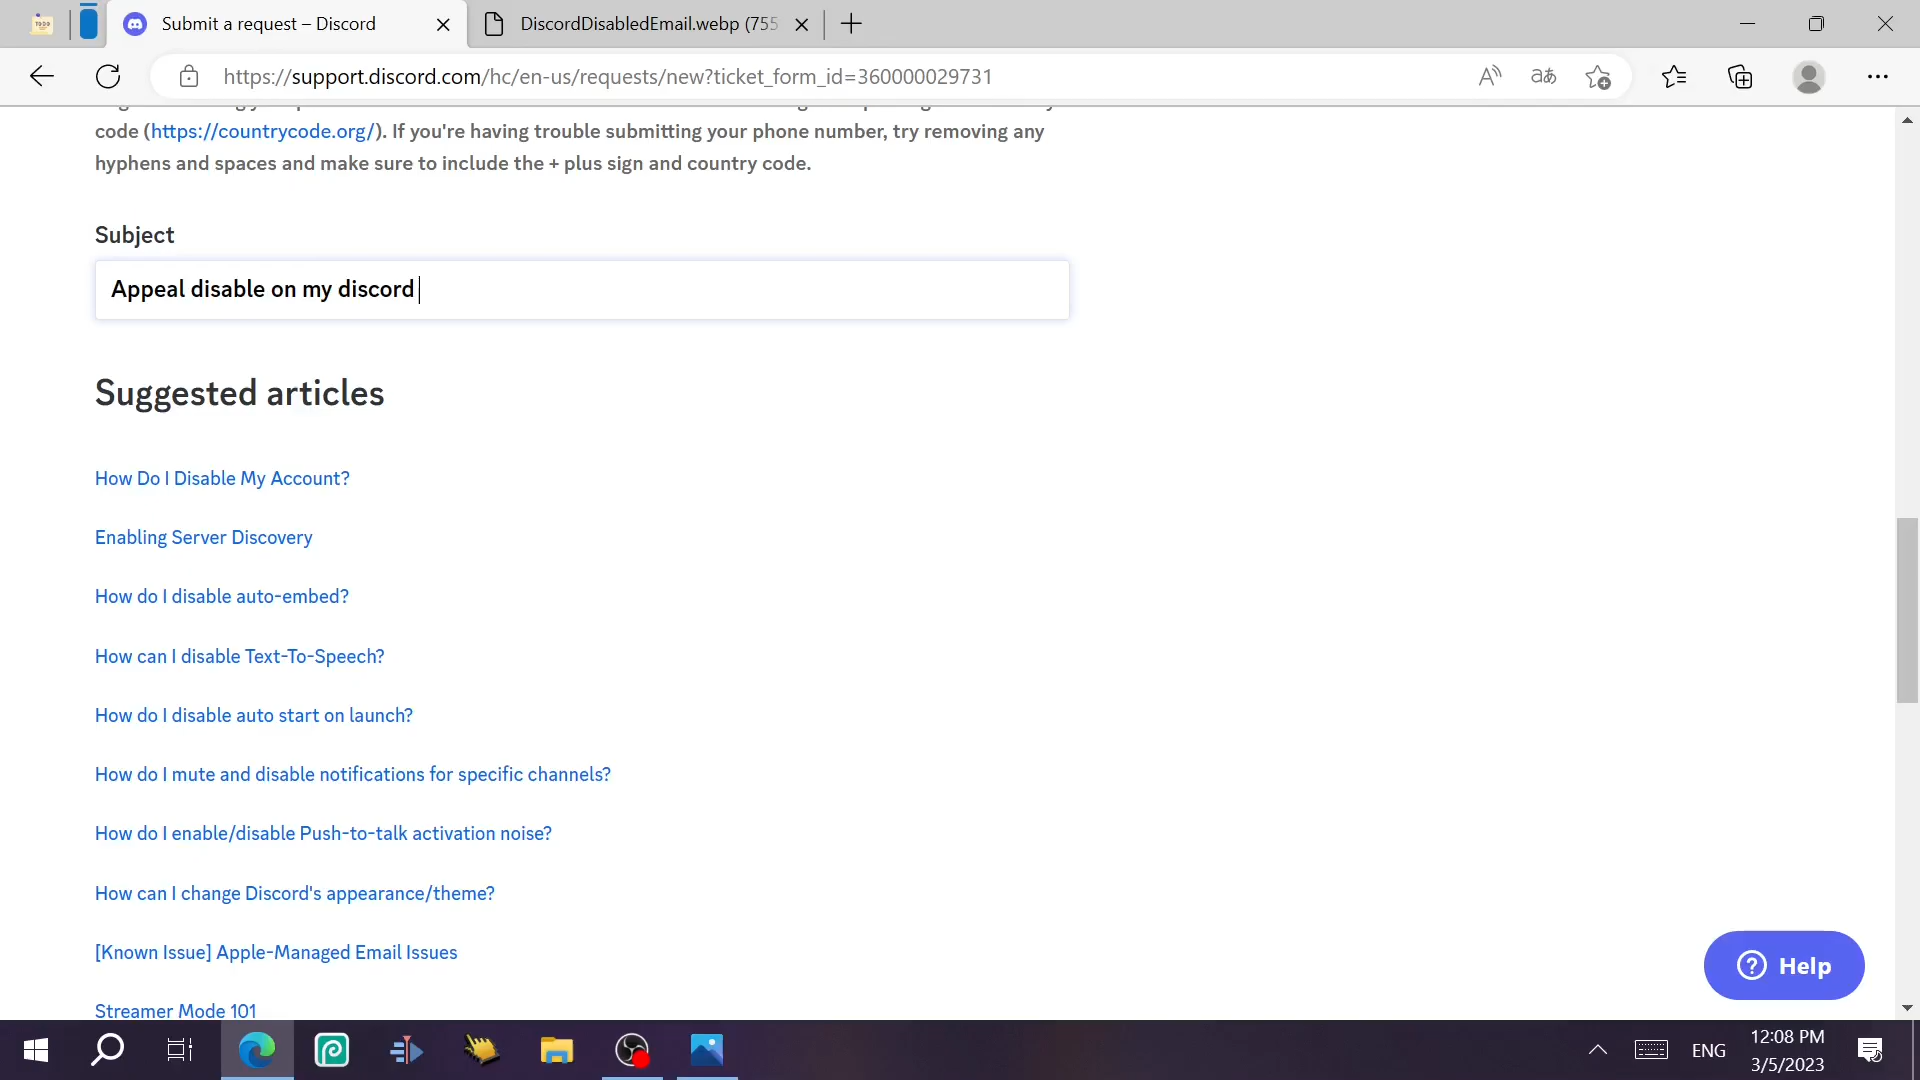 Submit a request – Discord
DiscordDisabledEmail.webp (755
https://support.discord.com/hc/en-us/requests/new?ticket_form_id=360000029731
code (https://countrycode.org/). If you're having trouble submitting your phone number, try removing any
hyphens and spaces and make sure to include the + plus sign and country code.
Subject
Appeal disable on my discord
Suggested articles
How Do I Disable My Account?
Enabling Server Discovery
How do I disable auto-embed?
How can I disable Text-To-Speech?
How do I disable auto start on launch?
How do I mute and disable notifications for specific channels?
How do I enable/disable Push-to-talk activation noise?
How can I change Discord's appearance/theme?
[Known Issue] Apple-Managed Email Issues
Streamer Mode 101
Help
ENG
12:08 PM
3/5/2023